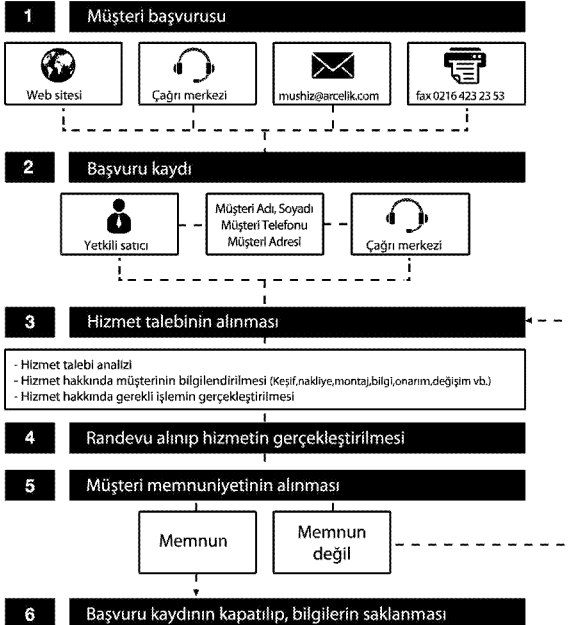 1 Müşteri başvurusu
Web sitesi
Çağrı merkezi
mushiz@arcelik.com
fax 0216 423 23 53
2 Başvuru kaydı
Yetkili satıcı
Müşteri Adı, Soyadı
Müşteri Telefonu
Müşteri Adresi
Çağrı merkezi
3 Hizmet talebinin alınması
- Hizmet talebi analizi
- Hizmet hakkında müşterinin bilgilendirilmesi (Keşif,nakliye,montaj,bilgi,onarım,değişim vb.)
- Hizmet hakkında gerekli işlemin gerçekleştirilmesi
4 Randevu alınıp hizmetin gerçekleştirilmesi
5 Müşteri memnuniyetinin alınması
Memnun
Memnun
değil
6 Başvuru kaydının kapatılıp, bilgilerin saklanması